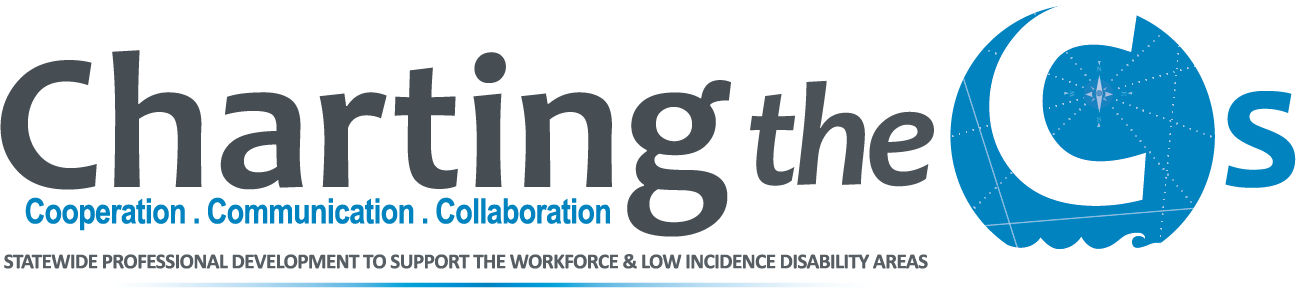 Charting the Cs
Cooperation . Communication . Collaboration
STATEWIDE PROFESSIONAL DEVELOPMENT TO SUPPORT THE WORKFORCE & LOW INCIDENCE DISABILITY AREAS